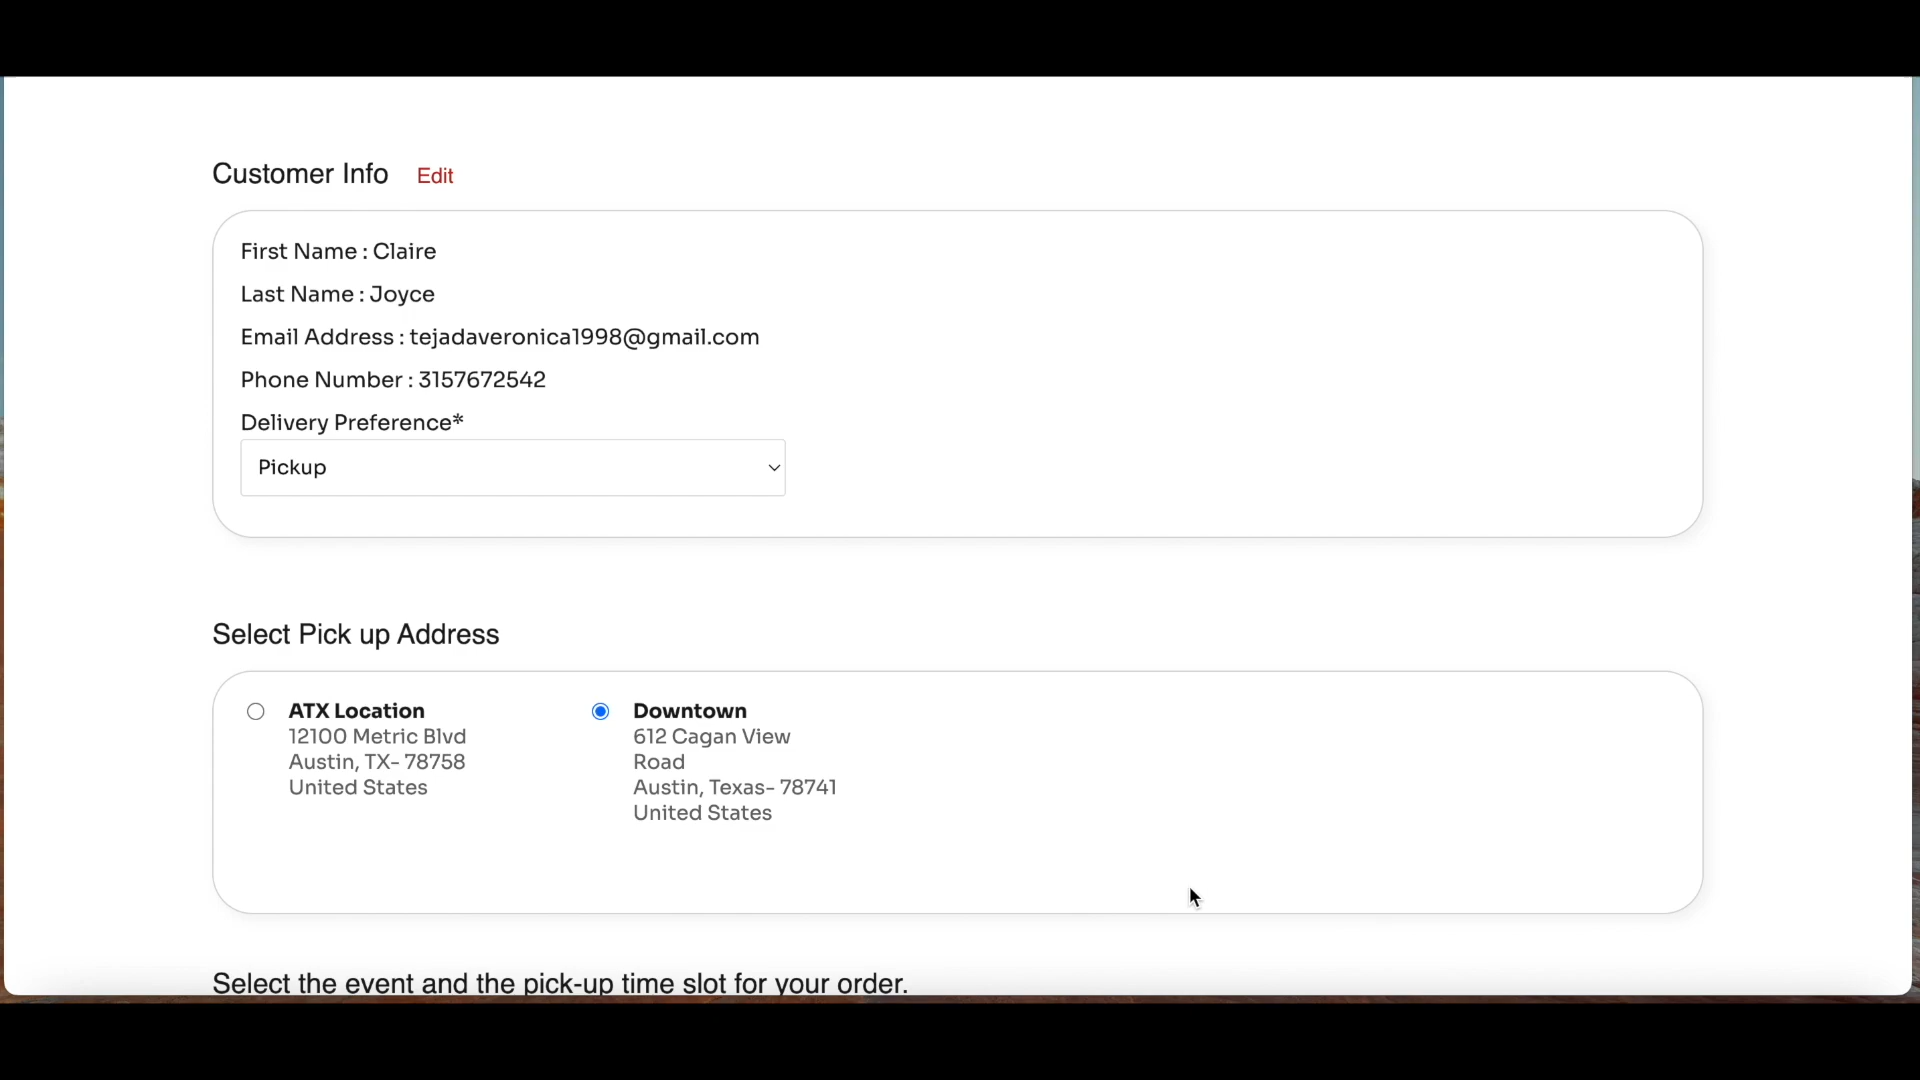 Customer Info Edit
First Name : Claire
Last Name : Joyce
Email Address : tejadaveronica1998@gmail.com
Phone Number : 3157672542
Delivery Preference*
Pickup
Select Pick up Address
ATX Location
12100 Metric Blvd
Austin, TX- 78758
United States
Downtown
612 Cagan View
Road
Austin, Texas- 78741
United States
Select the event and the pick-up time slot for your order.